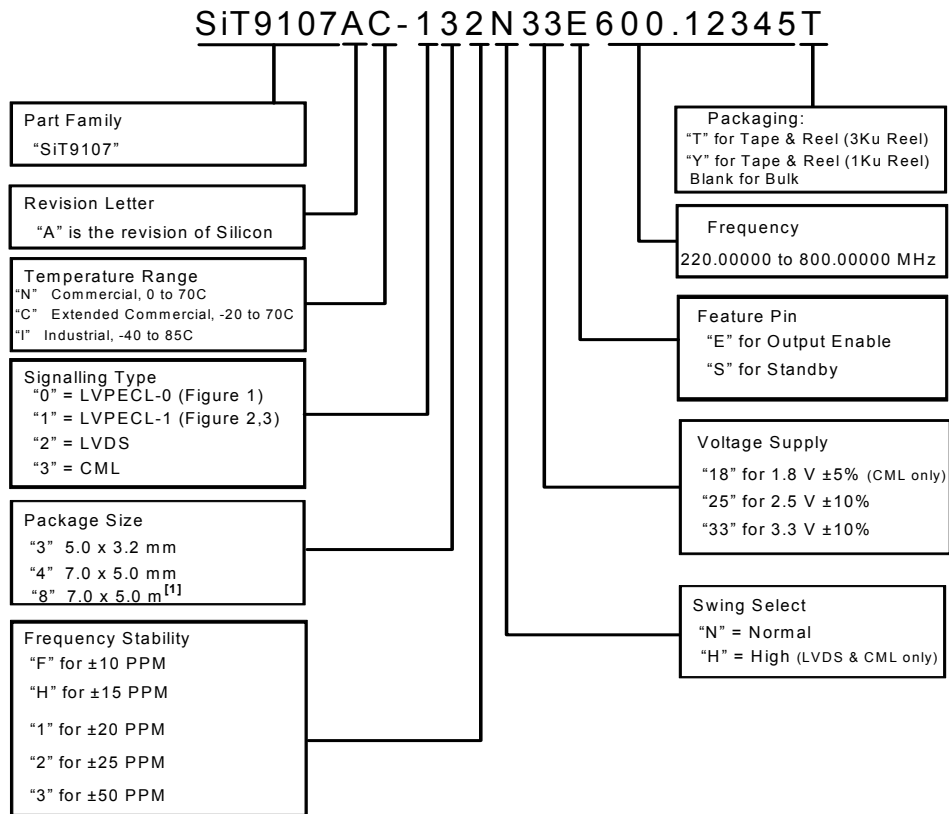 SiT9107AC-132N33E600.12345T
Part Family
“SiT9107”
Revision Letter
“A” is the revision of Silicon
Temperature Range
“N” Commercial, 0 to 70C
“C” Extended Commercial, -20 to 70C
“I” Industrial, -40 to 85C
Signalling Type
“0” = LVPECL-0 (Figure 1)
“1” = LVPECL-1 (Figure 2,3)
“2” = LVDS
“3” = CML
Package Size
“3” 5.0 x 3.2 mm
“4” 7.0 x 5.0 mm
“8” 7.0 x 5.0 m[1]
Frequency Stability
“F” for ±10 PPM
“H” for ±15 PPM
“1” for ±20 PPM
“2” for ±25 PPM
“3” for ±50 PPM
Packaging:
“T” for Tape & Reel (3Ku Reel)
“Y” for Tape & Reel (1Ku Reel)
Blank for Bulk
Frequency
220.00000 to 800.00000 MHz
Feature Pin
“E” for Output Enable
“S” for Standby
Voltage Supply
“18” for 1.8 V ±5% (CML only)
“25” for 2.5 V ±10%
“33” for 3.3 V ±10%
Swing Select
“N” = Normal
“H” = High (LVDS & CML only)